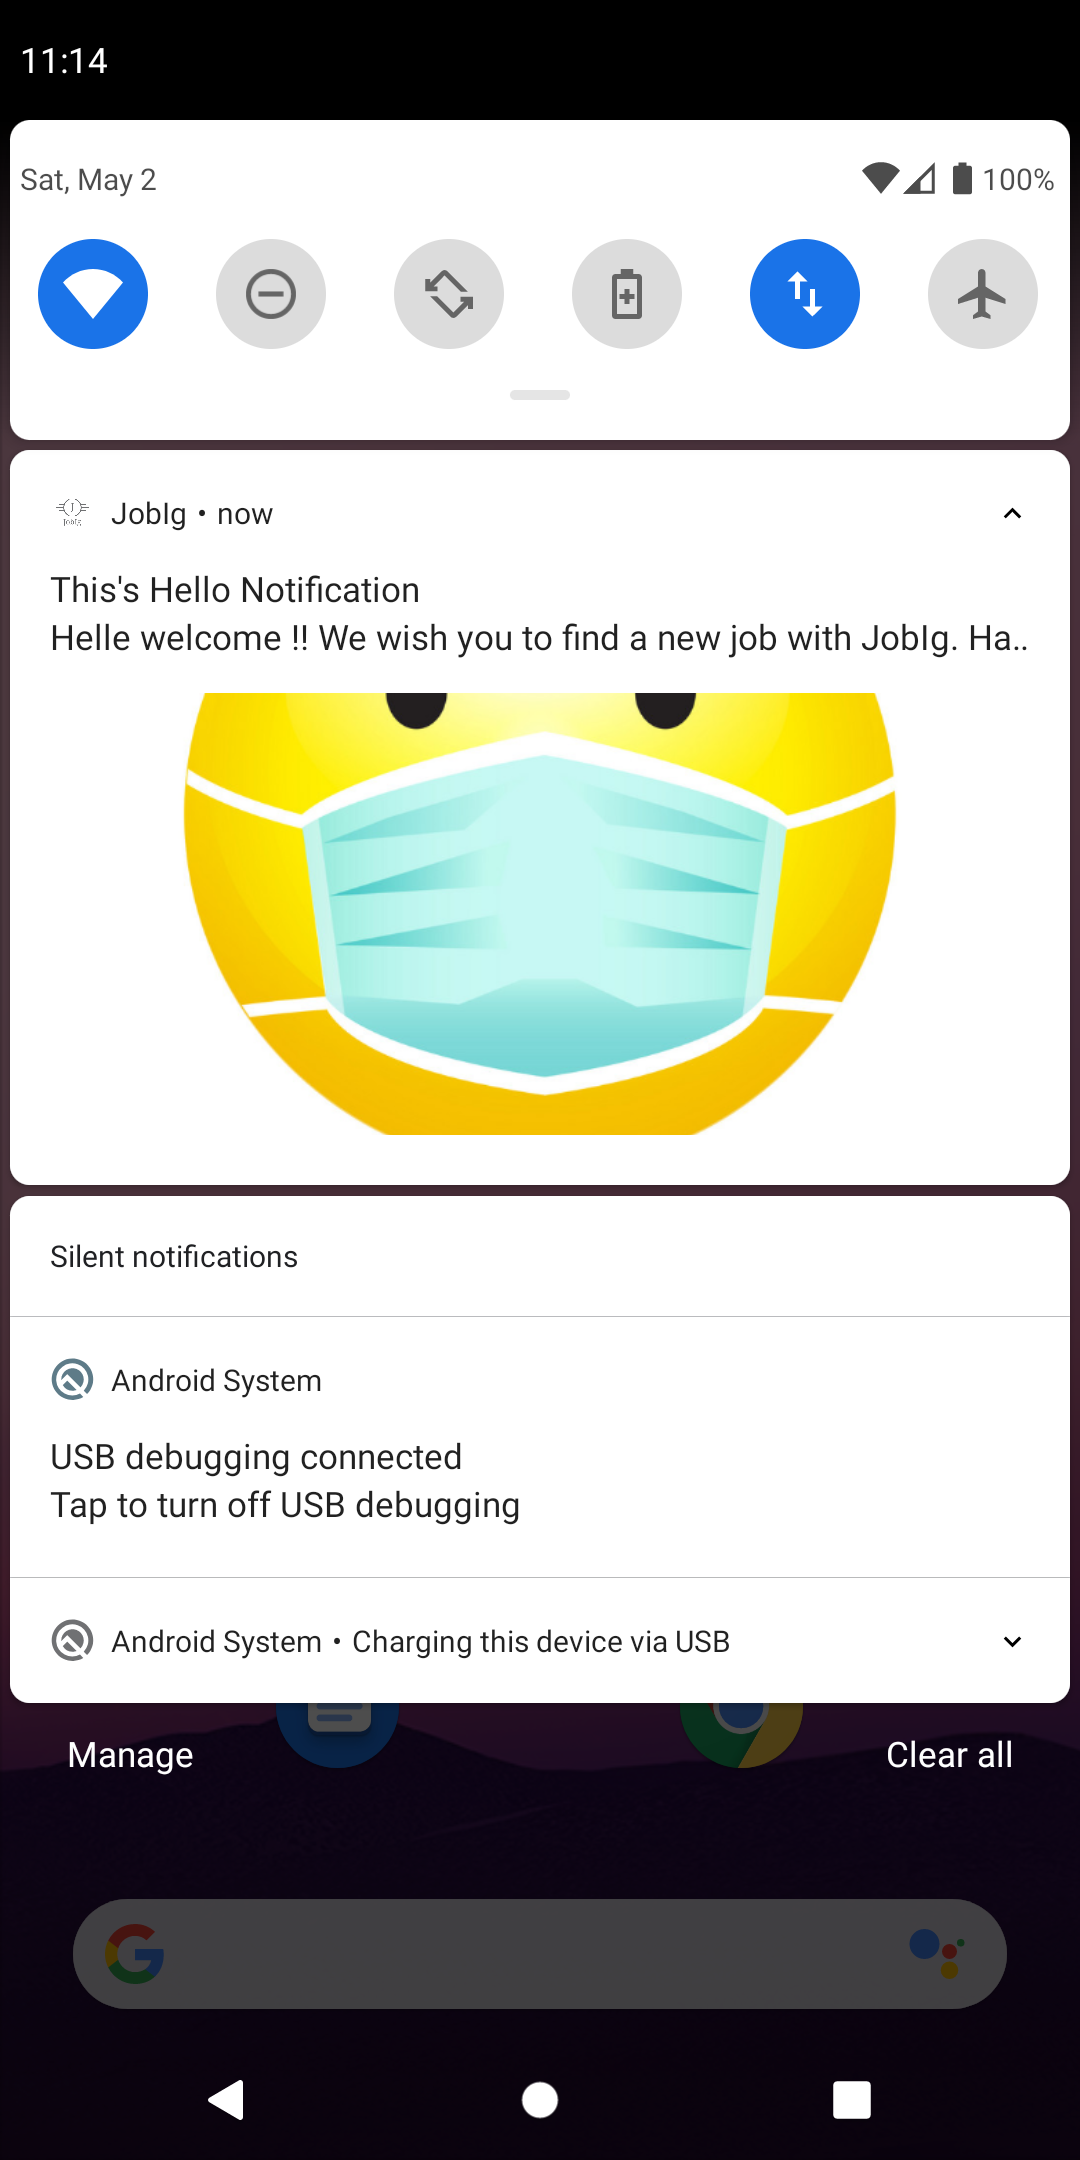 11:14
Sat, May 2
100%
JobIg • now
This's Hello Notification
Helle welcome !! We wish you to find a new job with JobIg. Ha..
Silent notifications
Android System
USB debugging connected
Tap to turn off USB debugging
Android System • Charging this device via USB
Manage
Clear all